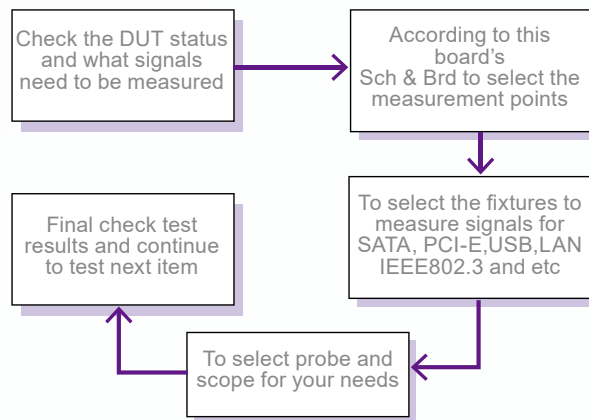 Check the DUT status
and what signals
need to be measured
According to this
board's
Sch & Brd to select the
measurement points
To select the fixtures to
measure signals for
SATA, PCI-E,USB,LAN
IEEE802.3 and etc
To select probe and
scope for your needs
Final check test
results and continue
to test next item